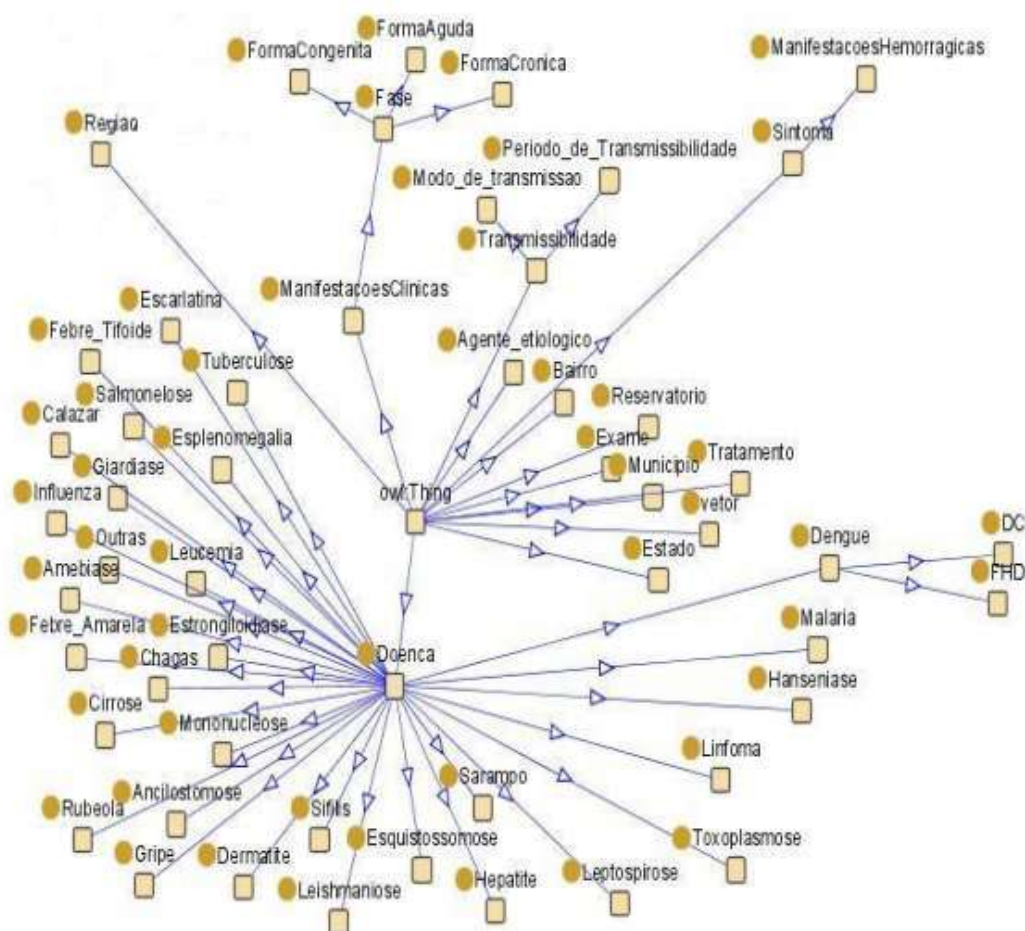 FormaAguda
FormaCongenita
ManifestacoesHemorragicas
FormaCronica
Fase
Regiao
Sintoma
Periodo_de_Transmissibilidade
Modo_de_transmissao
Transmissibilidade
ManifestacoesClinicas
Escarlatina
Febre_Tifoide
Agente_etiologico
Tuberculose
Bairro
Salmonelose
Reservatorio
Calazar
Esplenomegalia
Exame
Tratamento
Giardiase
Municipio
owl:Thing
Influenza
vetor
DC
Outras
Leucemia
Estado
Dengue
Amebiase
FHD
Malaria
Febre_Amarela
Estrongiloidiase
Chagas
Doenca
Hanseniase
Cirrose
Mononucleose
Linfoma
Sarampo
Ancilostomose
Rubeola
Sifilis
Esquistossomose
Toxoplasmose
Gripe
Dermatite
Leptospirose
Hepatite
Leishmaniose